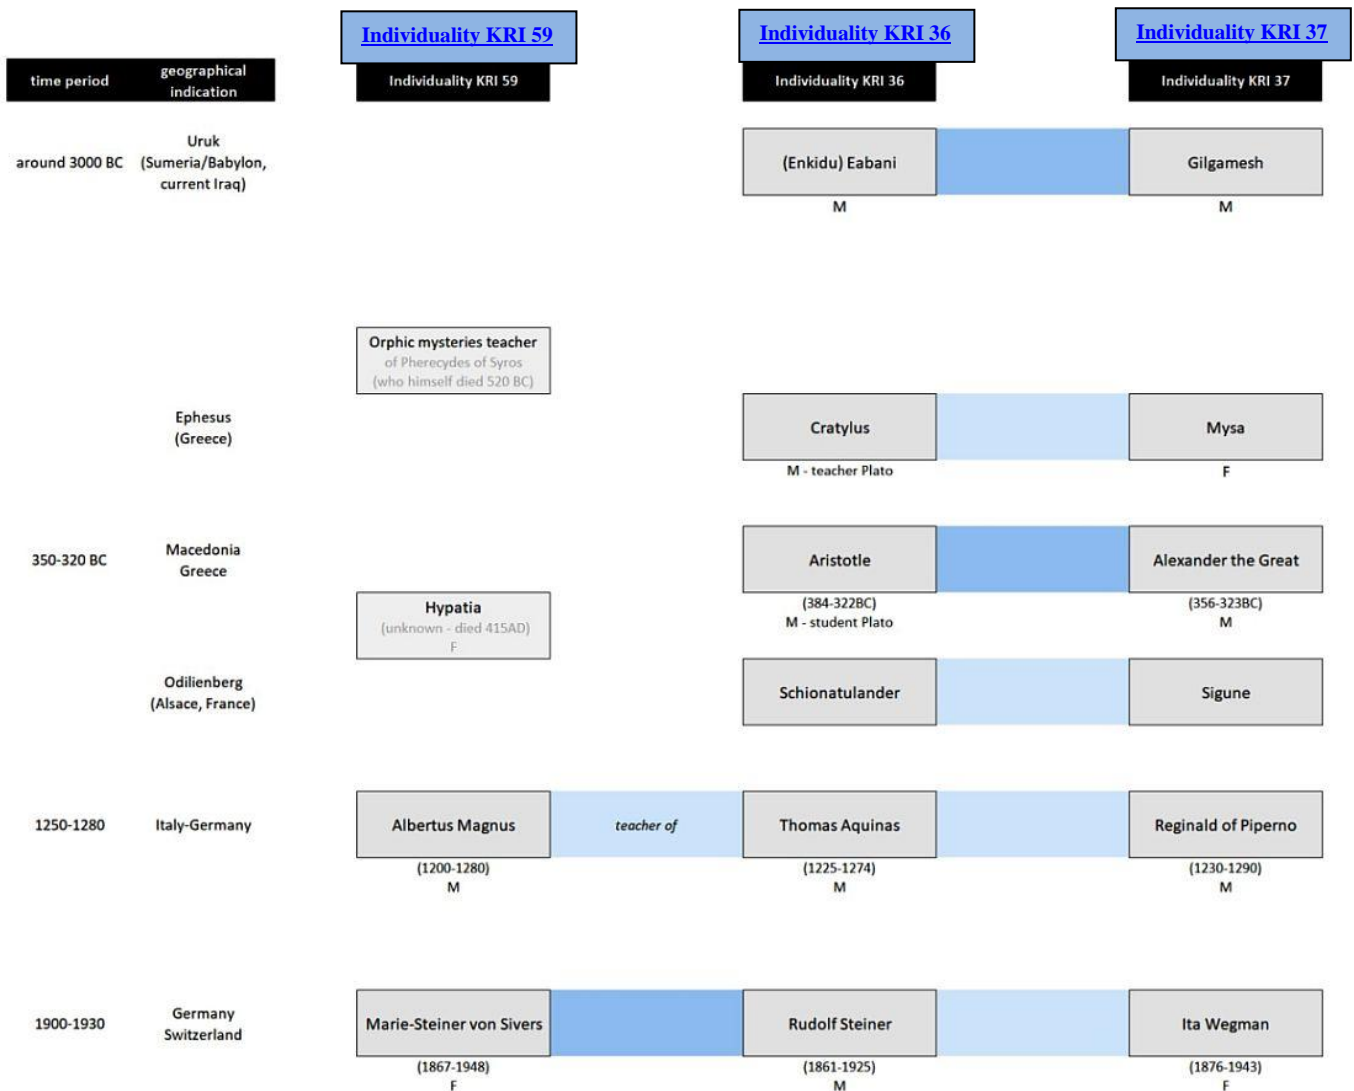 Individuality KRI 59
Individuality KRI 36
Individuality KRI 37
time period
geographical
indication
Individuality KRI 59
Individuality KRI 36
Individuality KRI 37
around 3000 BC
Uruk
(Sumeria/Babylon,
current Iraq)
(Enkidu) Eabani
M
Gilgamesh
M
Orphic mysteries teacher
of Pherecydes of Syros
(who himself died 520 BC)
Ephesus
(Greece)
Cratylus
M - teacher Plato
Mysa
F
350-320 BC
Macedonia
Greece
Aristotle
(384-322BC)
M - student Plato
Alexander the Great
(356-323BC)
M
Hypatia
(unknown - died 415AD)
F
Odilienberg
(Alsace, France)
Schionatulander
Sigune
1250-1280
Italy-Germany
Albertus Magnus
(1200-1280)
M
teacher of
Thomas Aquinas
(1225-1274)
M
Reginald of Piperno
(1230-1290)
M
1900-1930
Germany
Switzerland
Marie-Steiner von Sivers
(1867-1948)
F
Rudolf Steiner
(1861-1925)
M
Ita Wegman
(1876-1943)
F